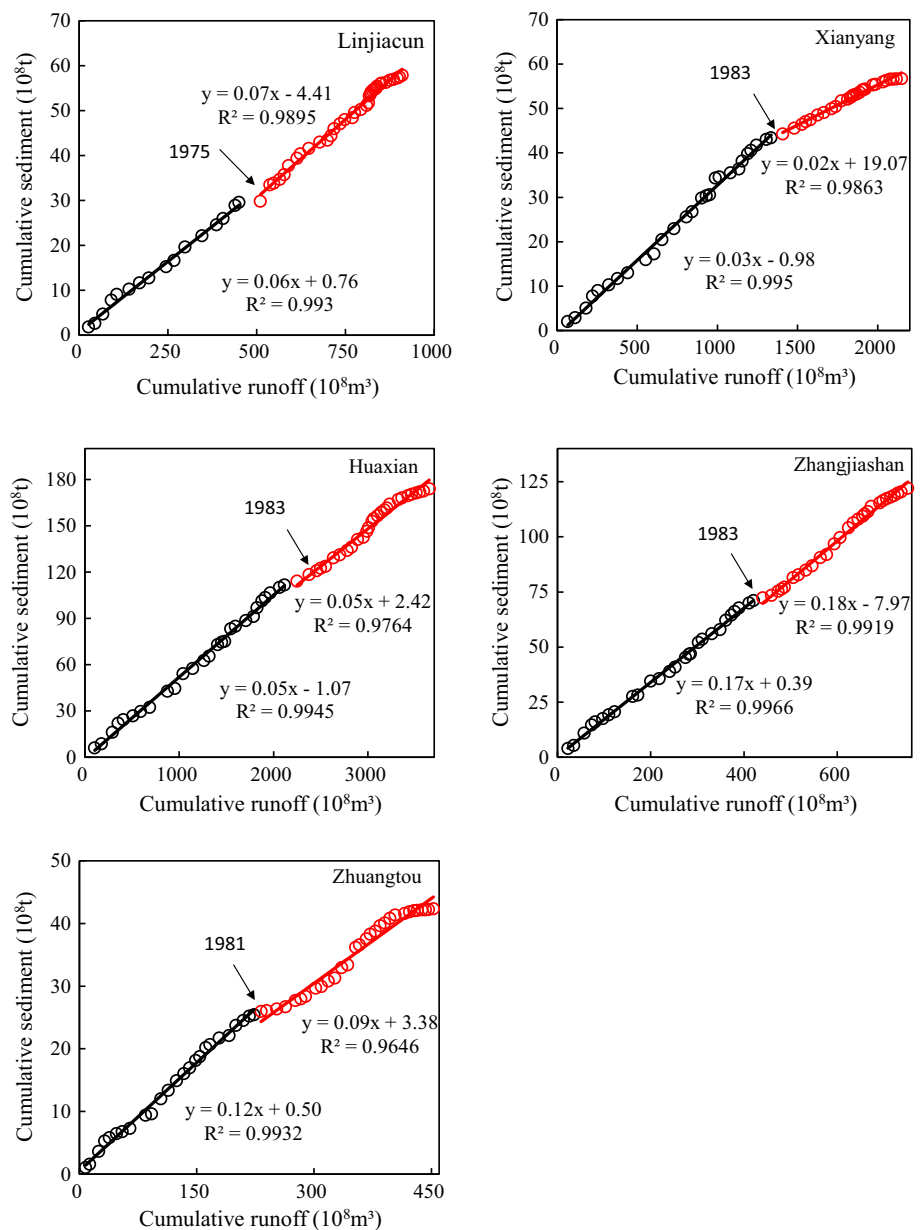 Linjiacun
Cumulative sediment (10⁸t)
70
60
50
40
30
20
10
0
y = 0.07x - 4.41
R² = 0.9895
1975
y = 0.06x + 0.76
R² = 0.993
0 250 500 750 1000
Cumulative runoff (10⁸m³)
Xianyang
Cumulative sediment (10⁸t)
70
60
50
40
30
20
10
0
1983
y = 0.02x + 19.07
R² = 0.9863
y = 0.03x - 0.98
R² = 0.995
0 500 1000 1500 2000
Cumulative runoff (10⁸m³)
Huaxian
Cumulative sediment (10⁸t)
180
150
120
90
60
30
0
1983
y = 0.05x + 2.42
R² = 0.9764
y = 0.05x - 1.07
R² = 0.9945
0 1000 2000 3000
Cumulative runoff (10⁸m³)
Zhangjiashan
Cumulative sediment (10⁸t)
125
100
75
50
25
0
1983
y = 0.18x - 7.97
R² = 0.9919
y = 0.17x + 0.39
R² = 0.9966
0 200 400 600
Cumulative runoff (10⁸m³)
Zhuangtou
Cumulative sediment (10⁸t)
50
40
30
20
10
0
1981
y = 0.09x + 3.38
R² = 0.9646
y = 0.12x + 0.50
R² = 0.9932
0 150 300 450
Cumulative runoff (10⁸m³)